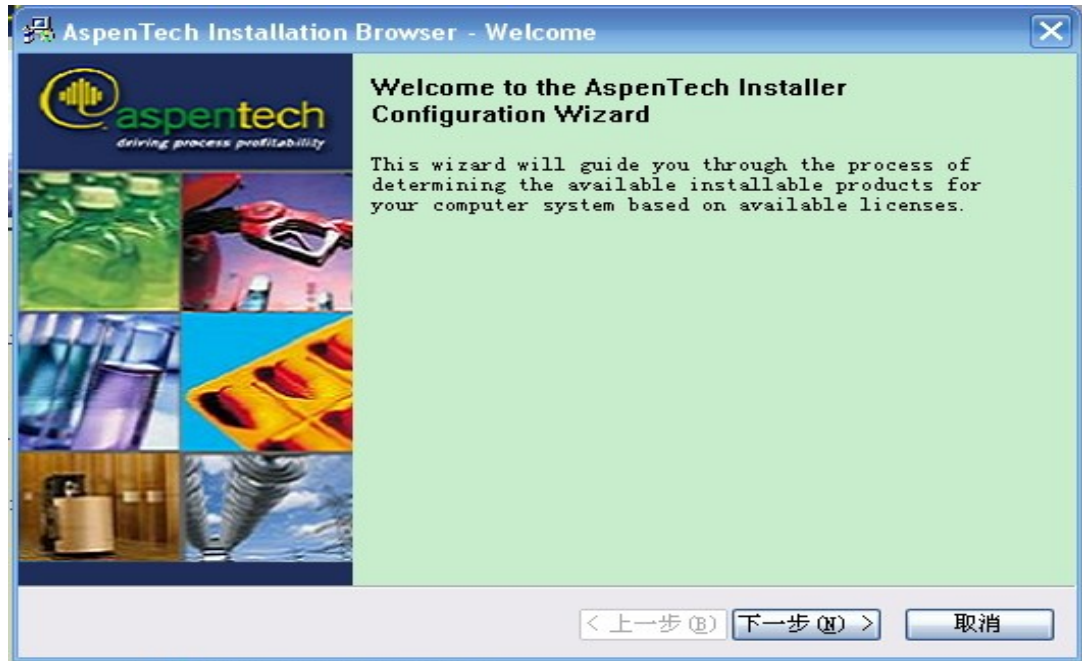 AspenTech Installation Browser - Welcome
aspentech
driving process profitability
Welcome to the AspenTech Installer
Configuration Wizard
This wizard will guide you through the process of
determining the available installable products for
your computer system based on available licenses.
< 上一步(B)
下一步(N) >
取消